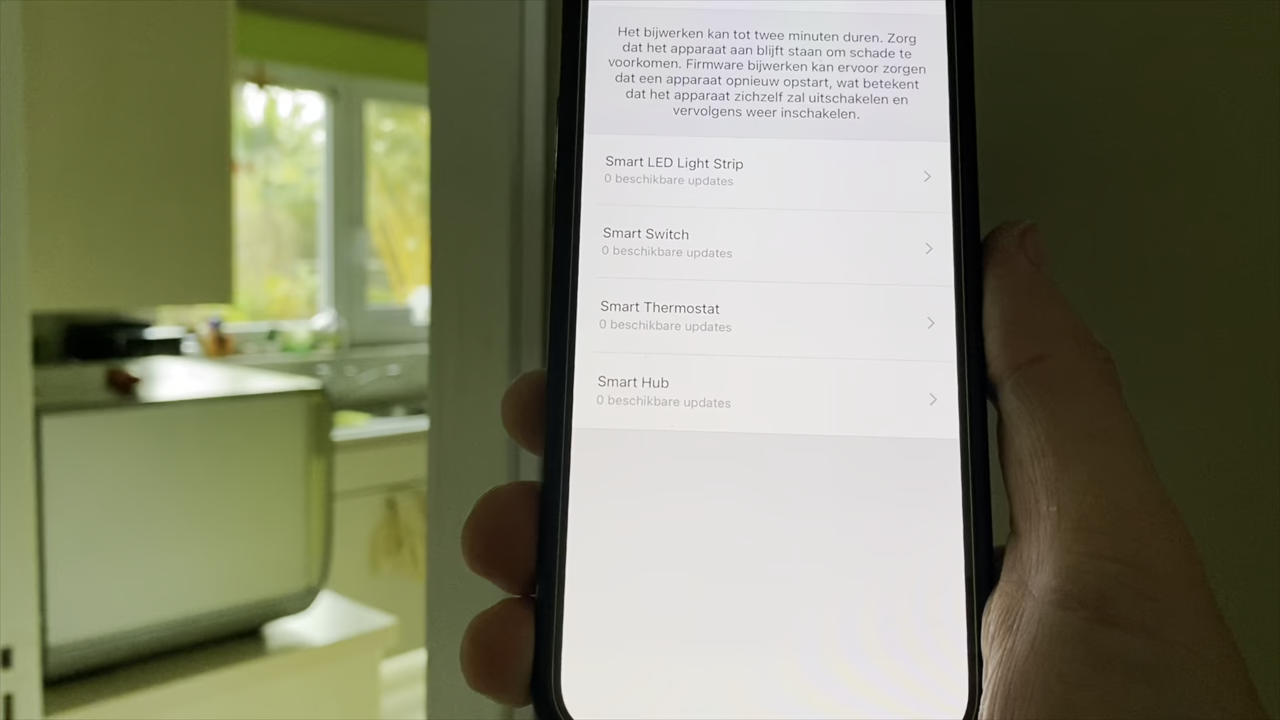 Het bijwerken kan tot twee minuten duren. Zorg
dat het apparaat aan blijft staan om schade te
voorkomen. Firmware bijwerken kan ervoor zorgen
dat een apparaat opnieuw opstart, wat betekent
dat het apparaat zichzelf zal uitschakelen en
vervolgens weer inschakelen.
Smart LED Light Strip
0 beschikbare updates
Smart Switch
0 beschikbare updates
Smart Thermostat
0 beschikbare updates
Smart Hub
0 beschikbare updates